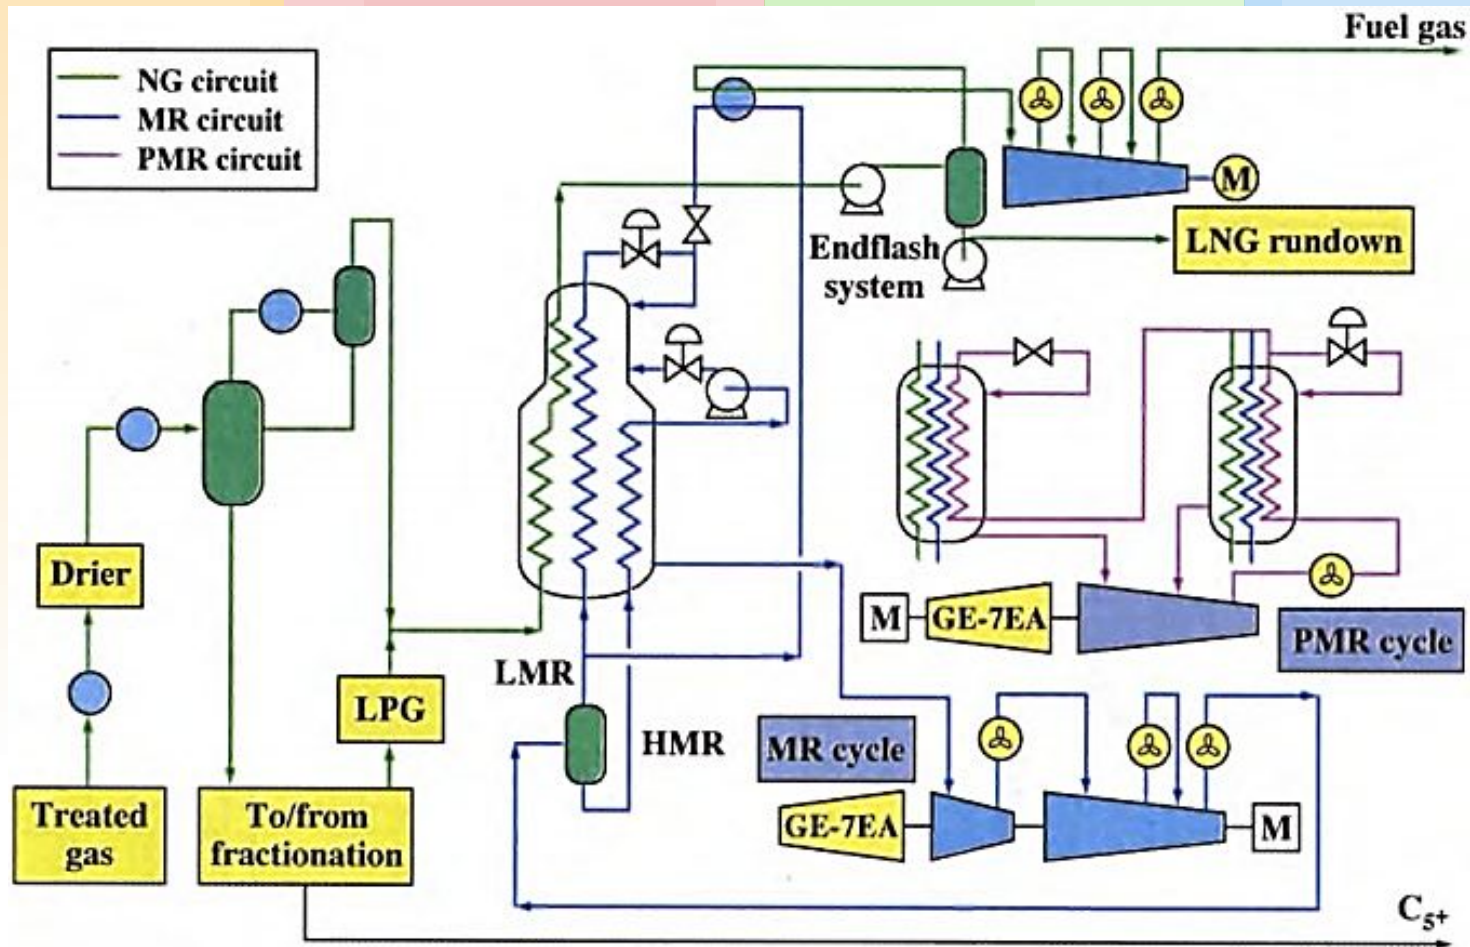 Fuel gas
NG circuit
MR circuit
PMR circuit
M
LNG rundown
Endflash
system
Drier
M
GE-7EA
PMR cycle
LMR
LPG
HMR
MR cycle
Treated
gas
To/from
fractionation
GE-7EA
M
C5+